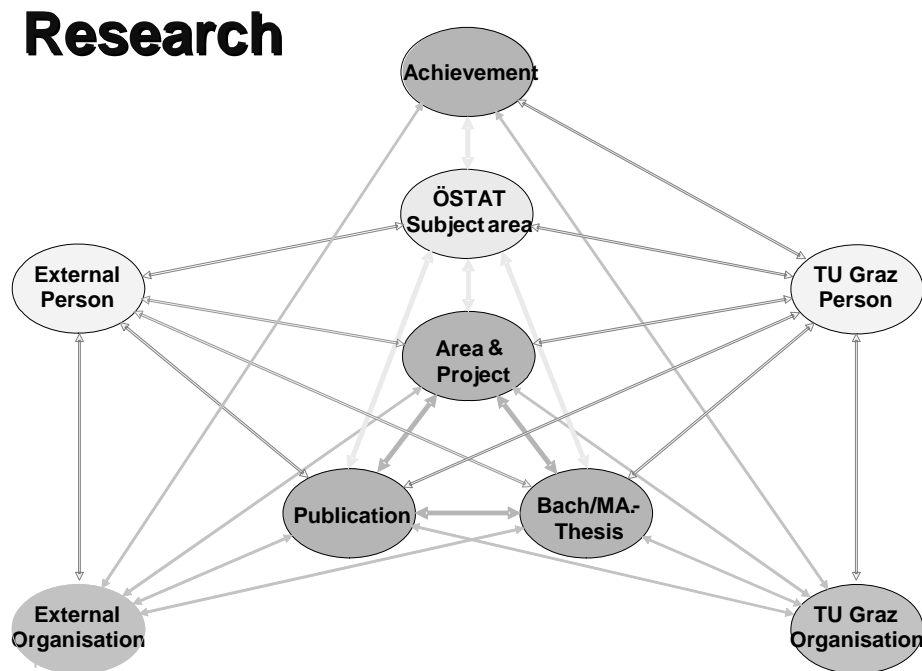 Research
Achievement
ÖSTAT
Subject area
External
Person
TU Graz
Person
Area &
Project
Publication
Bach/MA.-
Thesis
External
Organisation
TU Graz
Organisation